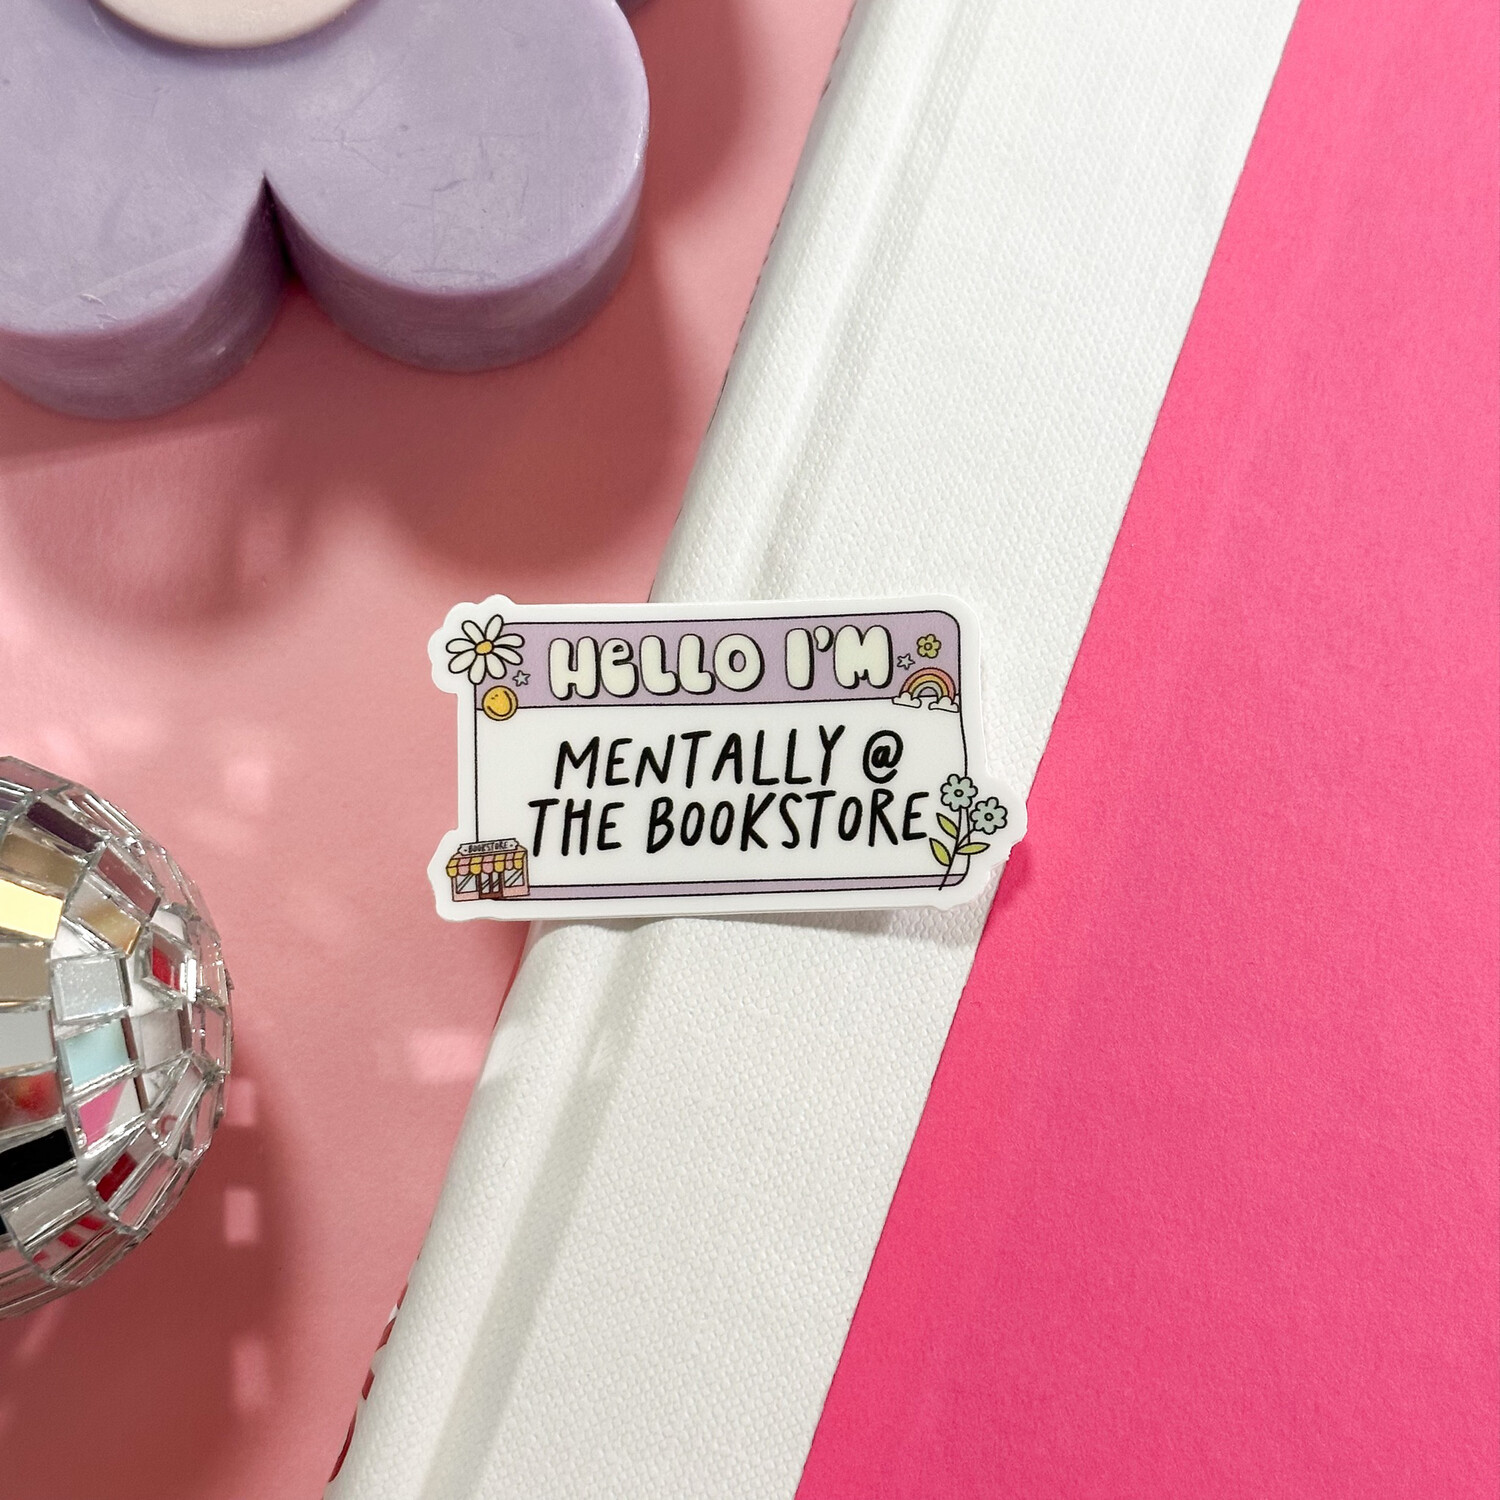 HeLLO I'M
MENTALLY @
THE BOOKSTORE
BOOKSTORE